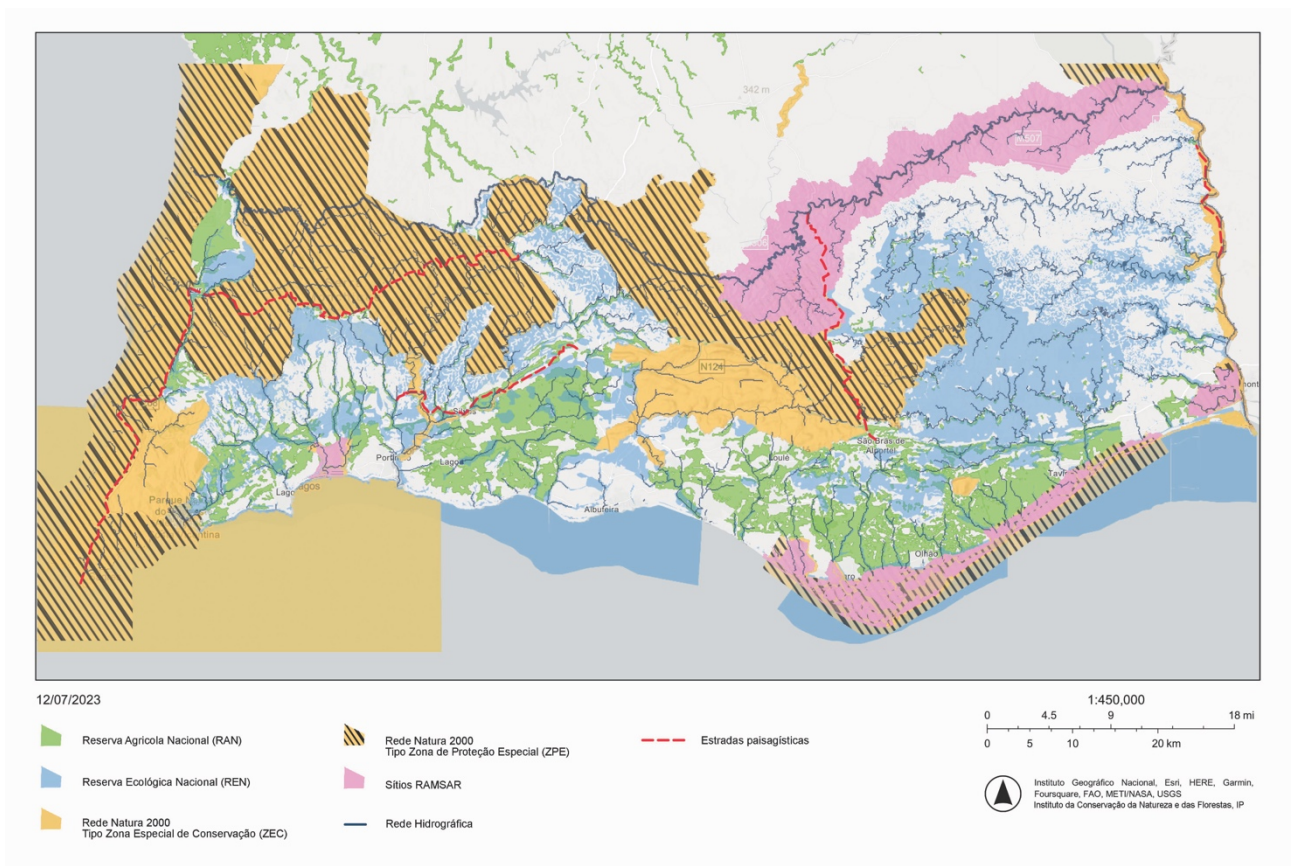 342 m
N507
N124
São Brás de
Alportel
Loulé
Lagoa
Lagos
Albufeira
Olhão
12/07/2023
Reserva Agricola Nacional (RAN)
Reserva Ecológica Nacional (REN)
Rede Natura 2000
Tipo Zona Especial de Conservação (ZEC)
Rede Natura 2000
Tipo Zona de Proteção Especial (ZPE)
Sítios RAMSAR
Rede Hidrográfica
Estradas paisagísticas
1:450,000
0 4.5 9 18 mi
0 5 10 20 km
Instituto Geográfico Nacional, Esri, HERE, Garmin,
Foursquare, FAO, METI/NASA, USGS
Instituto da Conservação da Natureza e das Florestas, IP